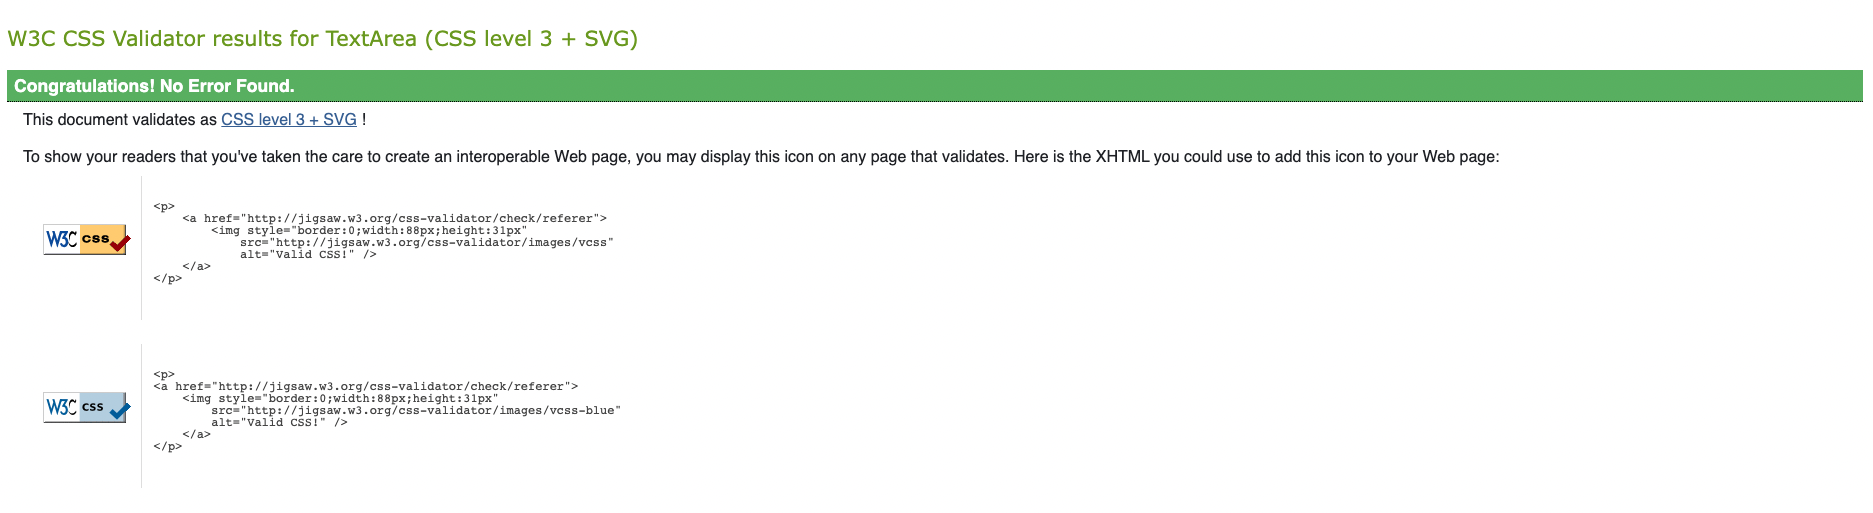 W3C CSS Validator results for TextArea (CSS level 3 + SVG)
Congratulations! No Error Found.
This document validates as CSS level 3 + SVG !
To show your readers that you've taken the care to create an interoperable Web page, you may display this icon on any page that validates. Here is the XHTML you could use to add this icon to your Web page:
W3C css
<p>
    <a href="http://jigsaw.w3.org/css-validator/check/referer">
        <img style="border:0;width:88px;height:31px"
            src="http://jigsaw.w3.org/css-validator/images/vcss"
            alt="Valid CSS!" />
    </a>
</p>
W3C css
<p>
<a href="http://jigsaw.w3.org/css-validator/check/referer">
    <img style="border:0;width:88px;height:31px"
        src="http://jigsaw.w3.org/css-validator/images/vcss-blue"
        alt="Valid CSS!" />
    </a>
</p>